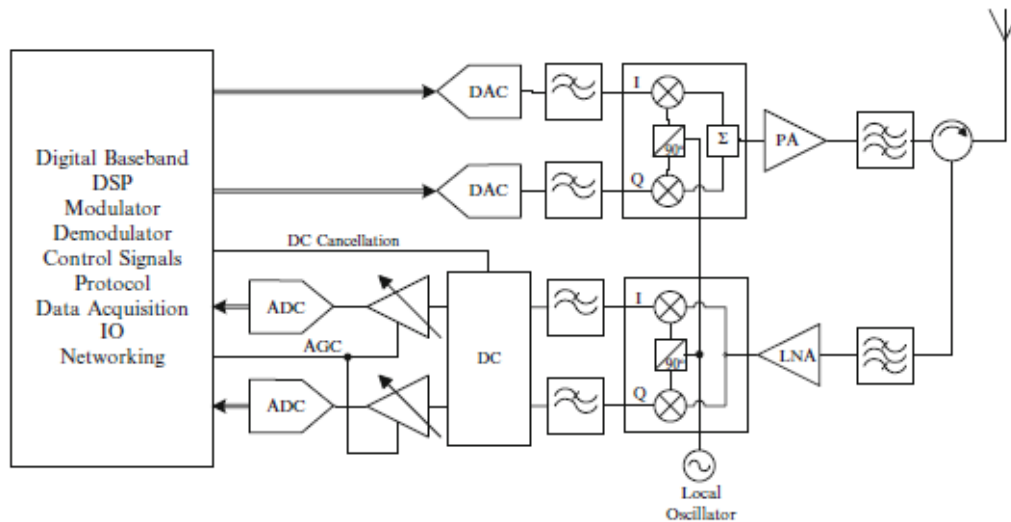 Digital Baseband
DSP
Modulator
Demodulator
Control Signals
Protocol
Data Acquisition
IO
Networking
DAC
I
90°
Σ
PA
DAC
Q
DC Cancellation
ADC
AGC
DC
I
90°
LNA
ADC
Q
Local
Oscillator